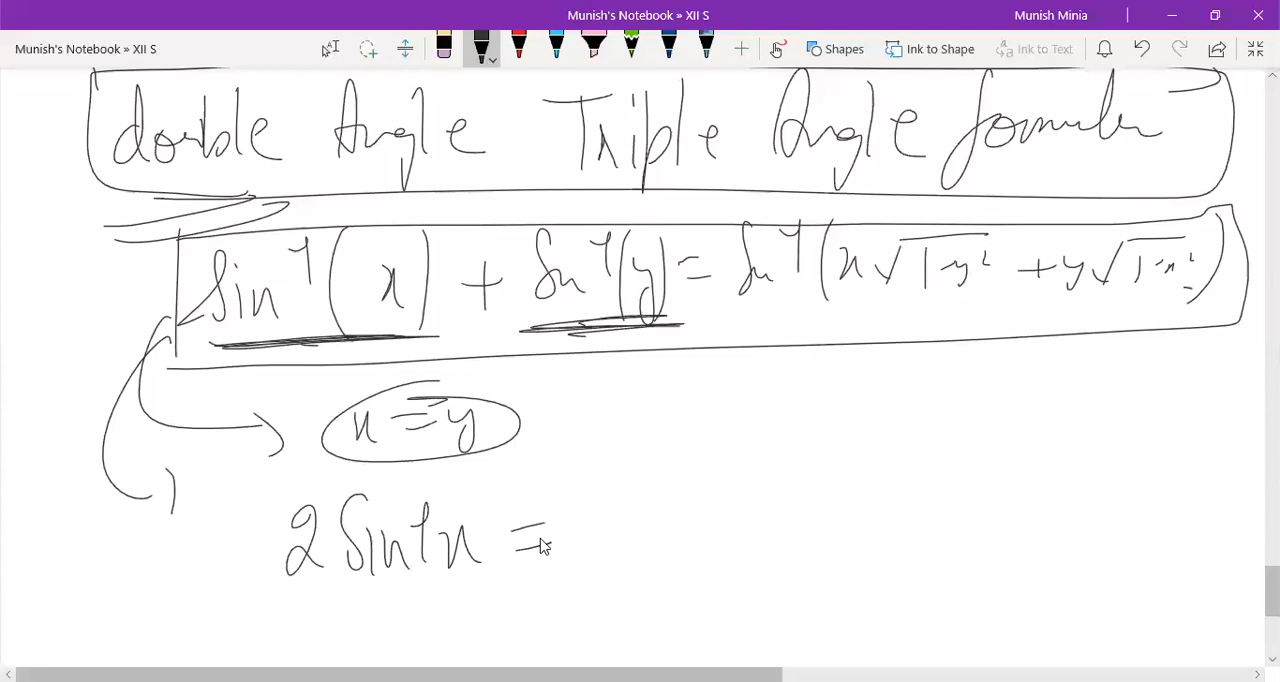 Munish's Notebook » XII S
Munish Minia
Munish's Notebook » XII S
Shapes
Ink to Shape
Ink to Text
double Angle Triple Angle formula
Sin⁻¹(x) + Sin⁻¹(y) = Sin⁻¹(x√1-y² + y√1-x²)
x = y
2 Sin⁻¹x =